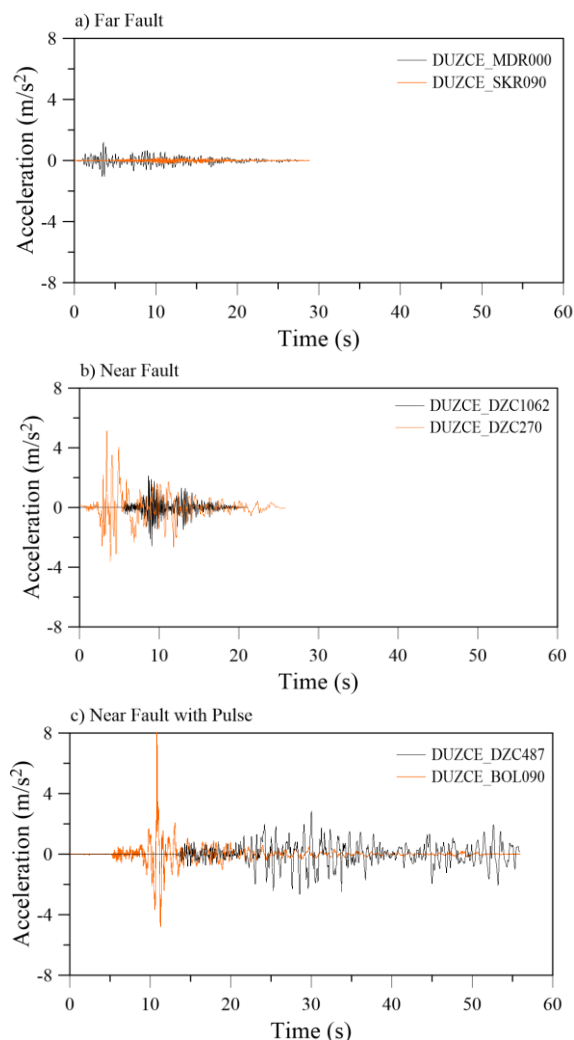 a) Far Fault
8
DUZCE_MDR000
4
DUZCE_SKR090
0
-4
-8
Acceleration (m/s²)
0 10 20 30 40 50 60
Time (s)
b) Near Fault
8
DUZCE_DZC1062
4
DUZCE_DZC270
0
-4
-8
Acceleration (m/s²)
0 10 20 30 40 50 60
Time (s)
c) Near Fault with Pulse
8
DUZCE_DZC487
4
DUZCE_BOL090
0
-4
-8
Acceleration (m/s²)
0 10 20 30 40 50 60
Time (s)